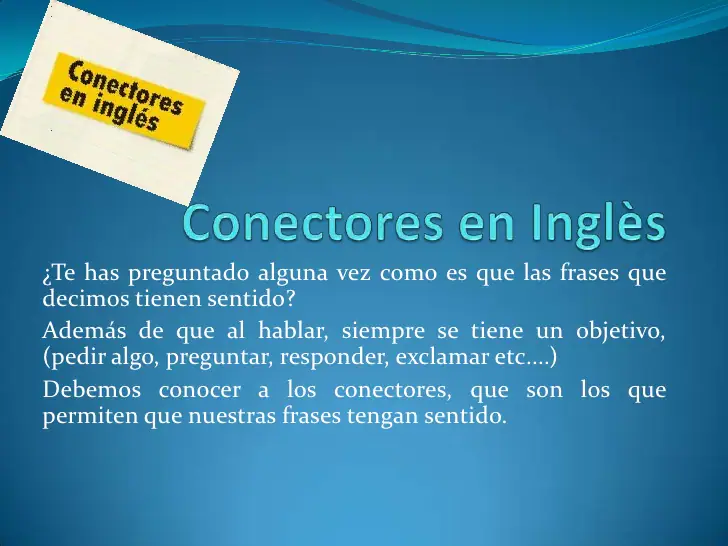 Conectores
en inglés
Conectores en Inglès
¿Te has preguntado alguna vez como es que las frases que
decimos tienen sentido?
Además de que al hablar, siempre se tiene un objetivo,
(pedir algo, preguntar, responder, exclamar etc....)
Debemos conocer a los conectores, que son los que
permiten que nuestras frases tengan sentido.